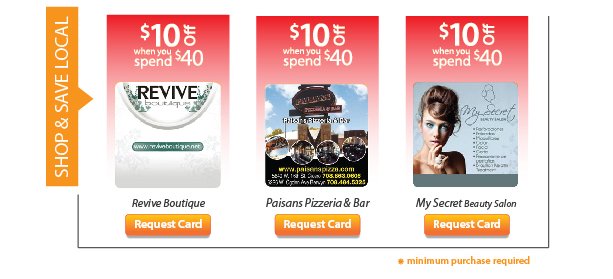 SHOP & SAVE LOCAL
$10 Off
when you
spend $40
REVIVE
boutique
www.reviveboutique.net
Revive Boutique
Request Card
$10 Off
when you
spend $40
PAISANS
PIZZERIA & BAR
www.paisanspizza.com
Paisans Pizzeria & Bar
Request Card
$10 Off
when you
spend $40
My Secret
BEAUTY SALON
My Secret Beauty Salon
Request Card
minimum purchase required